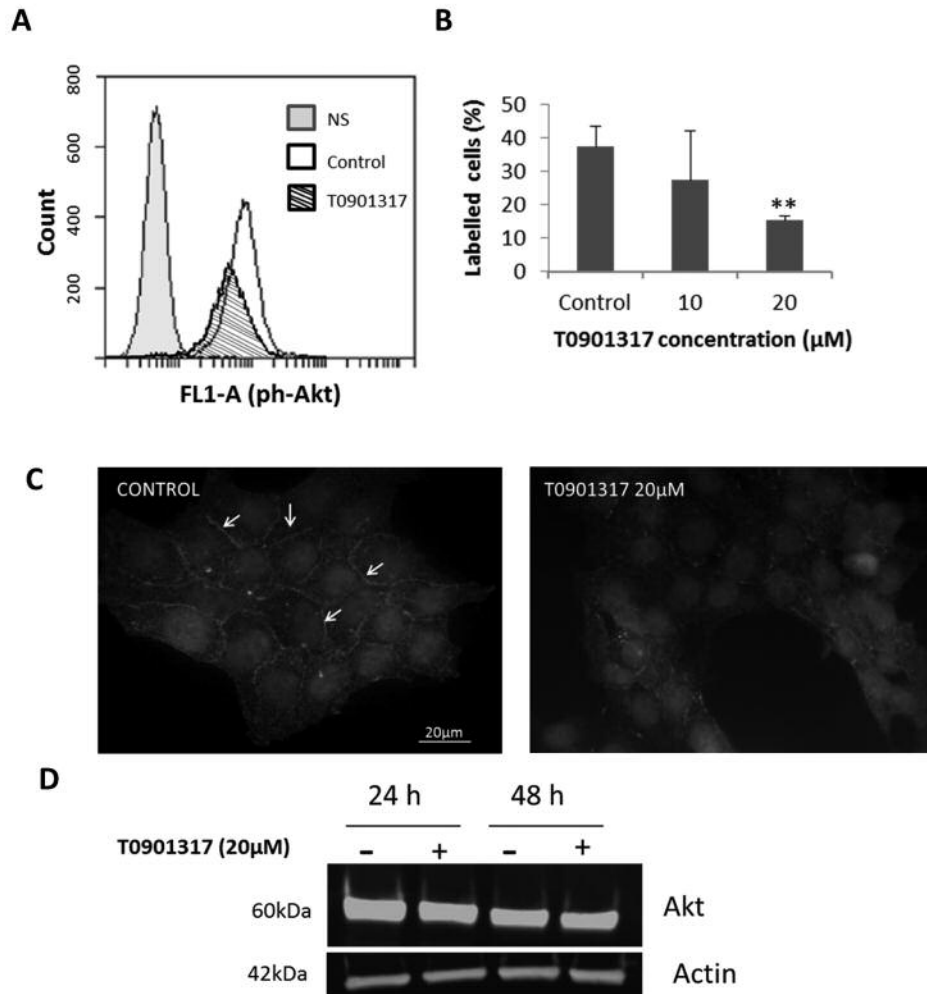 A
Count
800
600
400
200
NS
Control
T0901317
FL1-A (ph-Akt)
B
Labelled cells (%)
50
40
30
20
10
0
**
Control 10 20
T0901317 concentration (µM)
C
CONTROL
20µm
T0901317 20µM
D
24 h 48 h
T0901317 (20µM) – + – +
60kDa Akt
42kDa Actin